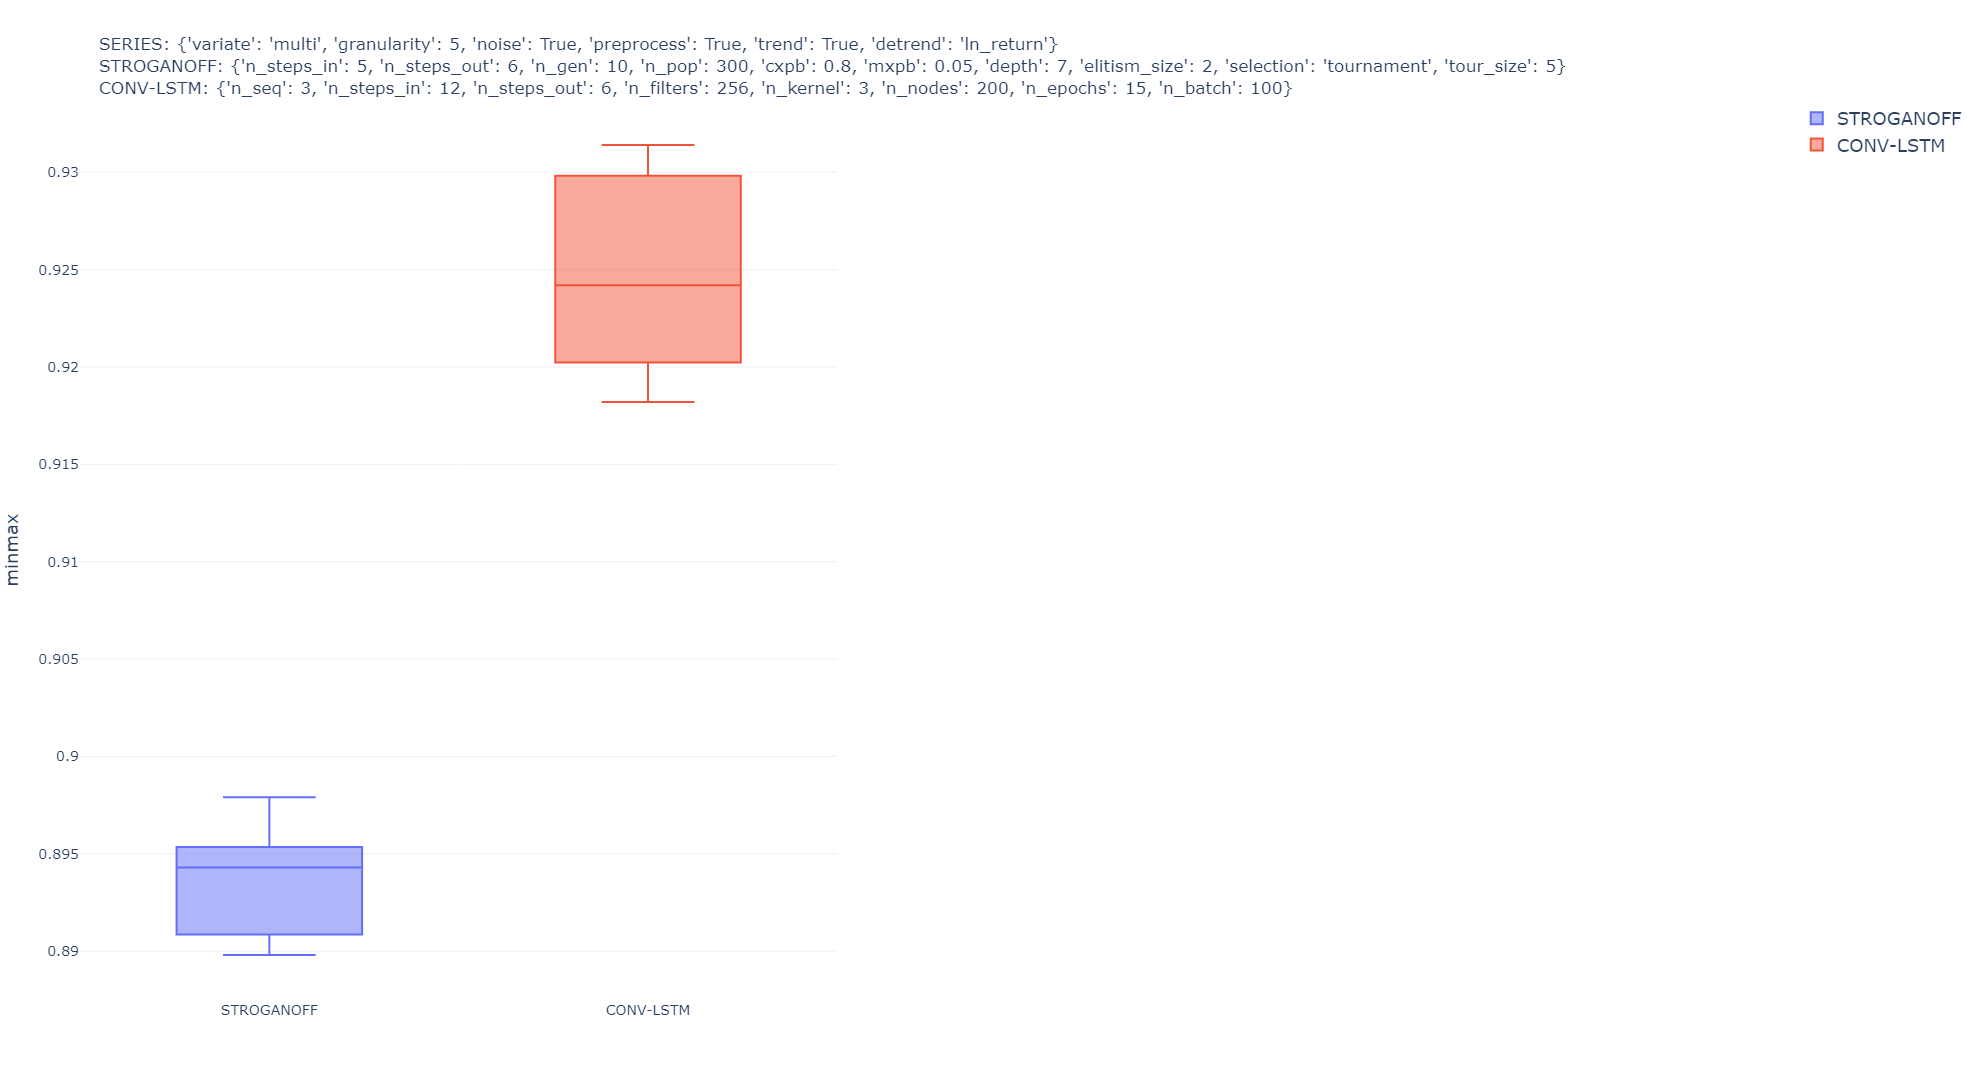 SERIES: {'variate': 'multi', 'granularity': 5, 'noise': True, 'preprocess': True, 'trend': True, 'detrend': 'ln_return'}
STROGANOFF: {'n_steps_in': 5, 'n_steps_out': 6, 'n_gen': 10, 'n_pop': 300, 'cxpb': 0.8, 'mxpb': 0.05, 'depth': 7, 'elitism_size': 2, 'selection': 'tournament', 'tour_size': 5}
CONV-LSTM: {'n_seq': 3, 'n_steps_in': 12, 'n_steps_out': 6, 'n_filters': 256, 'n_kernel': 3, 'n_nodes': 200, 'n_epochs': 15, 'n_batch': 100}
STROGANOFF
CONV-LSTM
0.93
0.925
0.92
0.915
0.91
0.905
0.9
0.895
0.89
minmax
STROGANOFF
CONV-LSTM